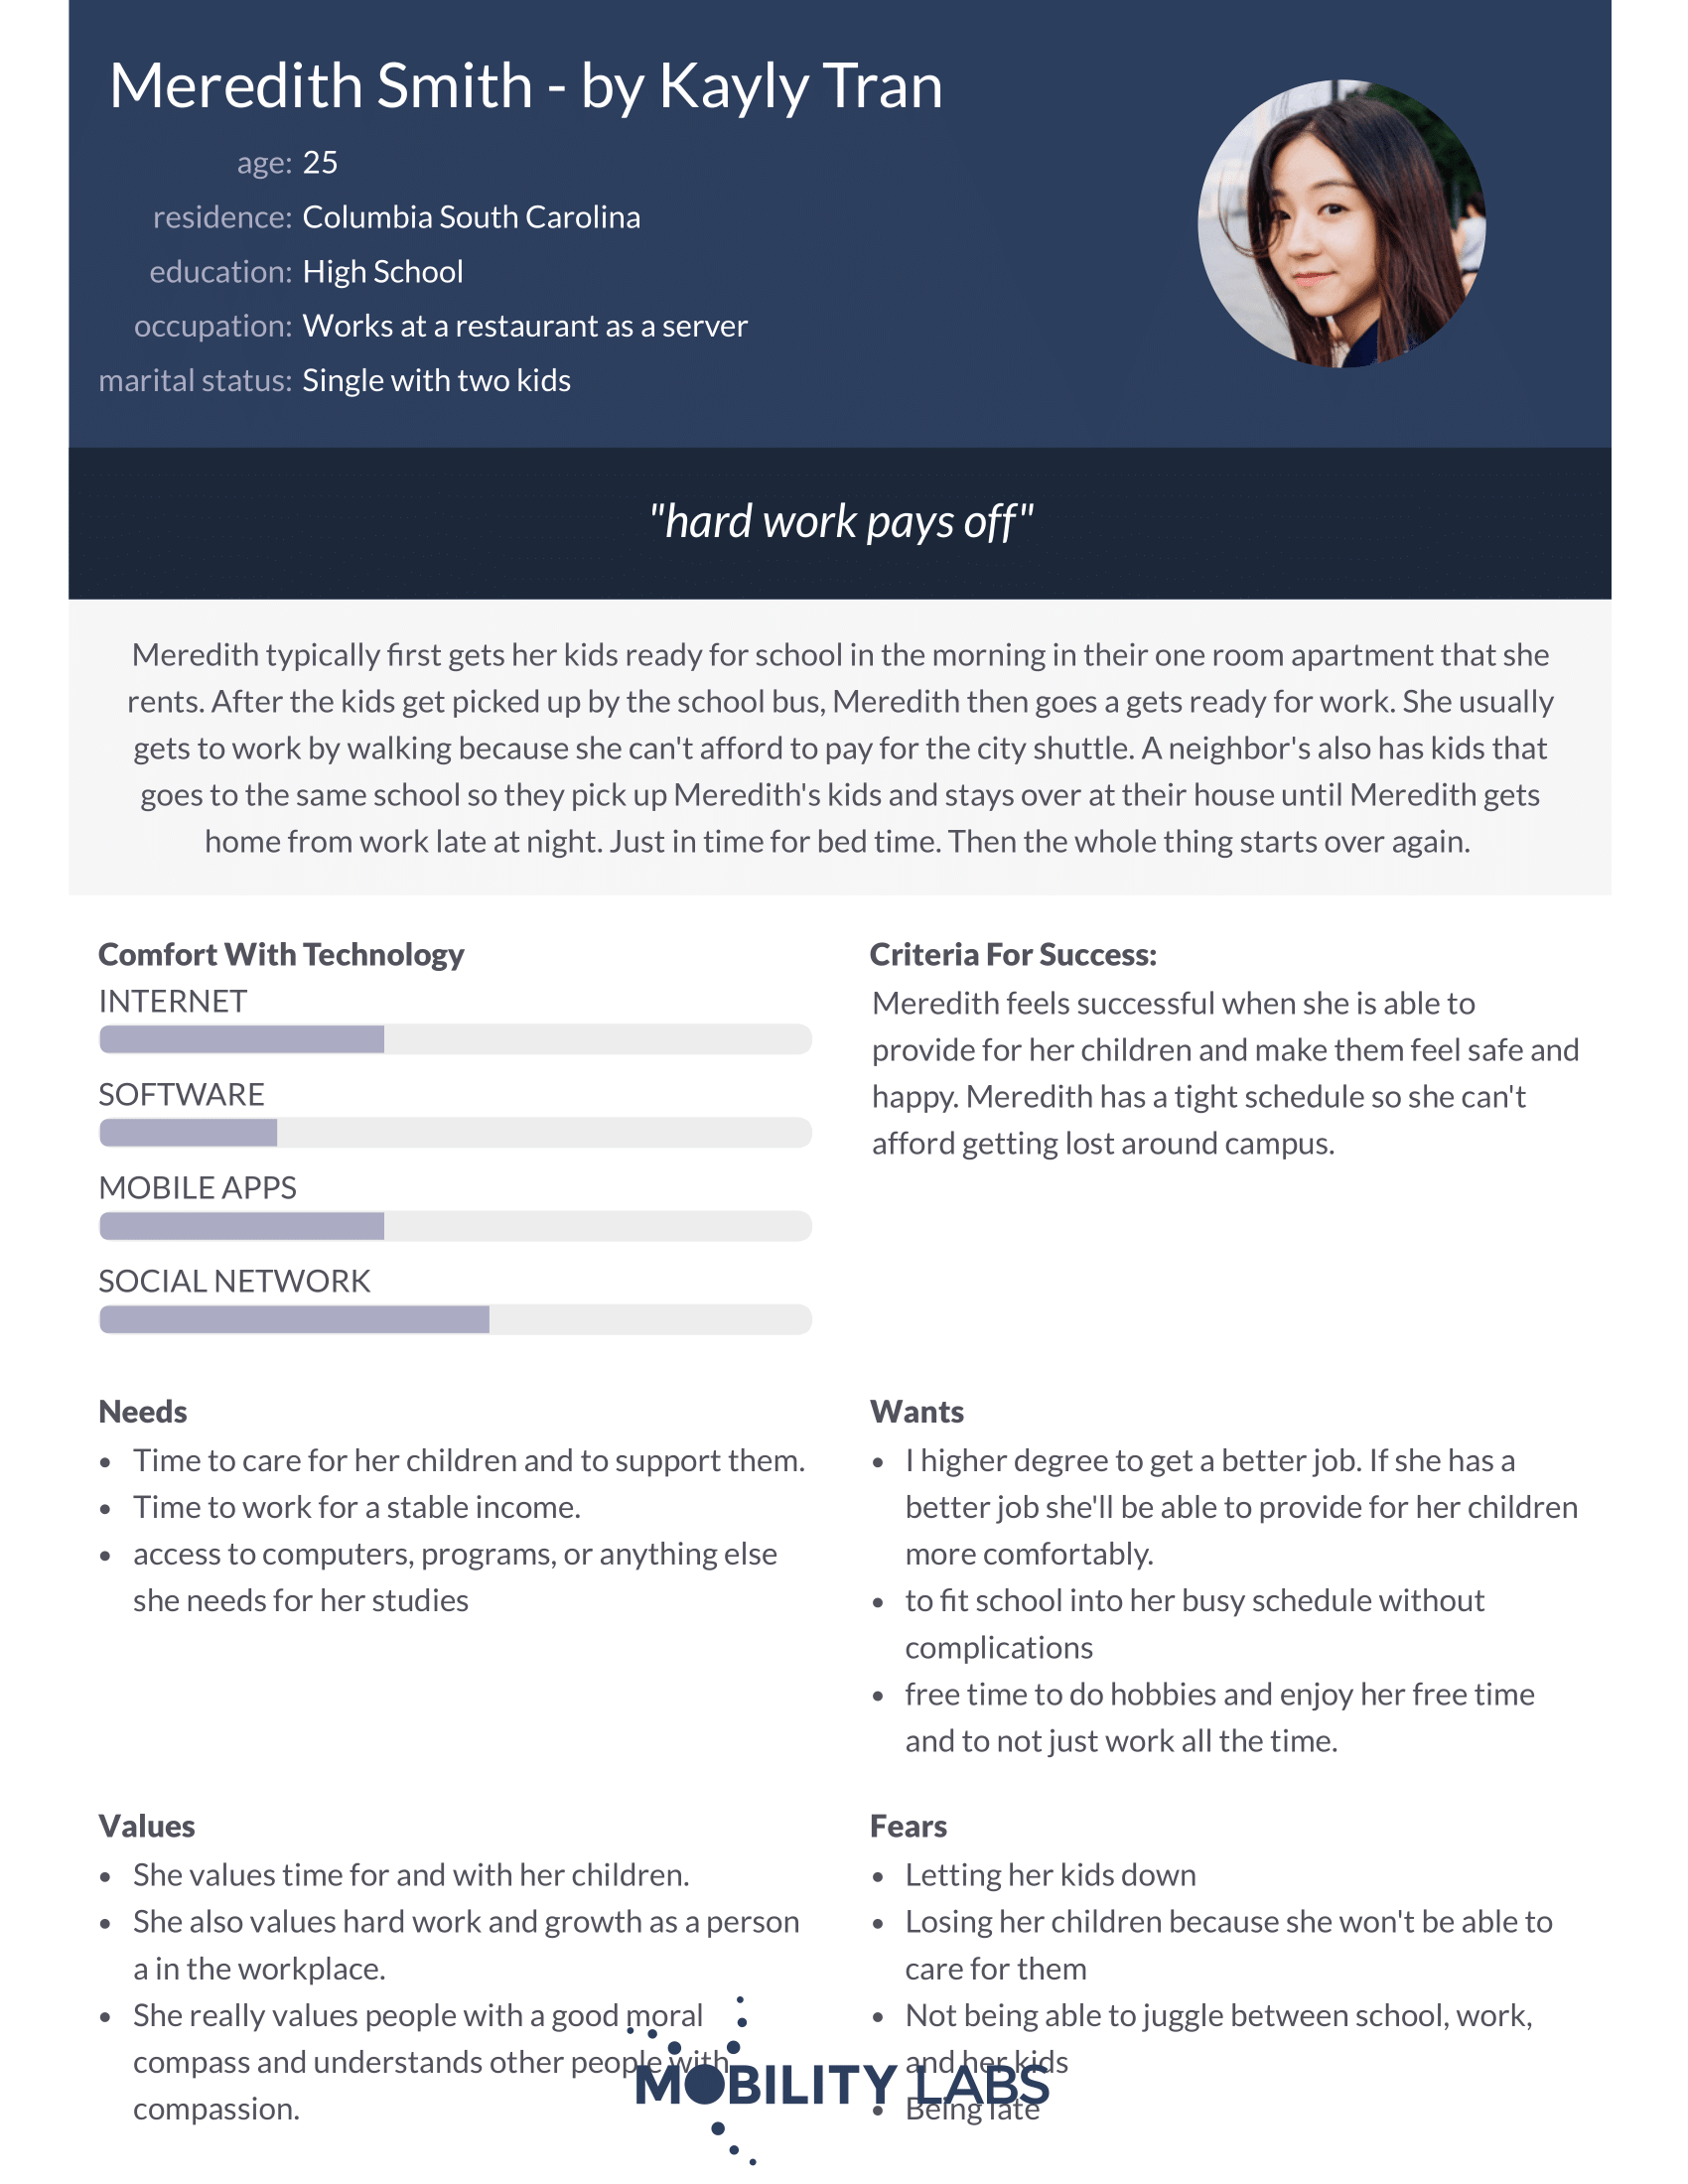 Meredith Smith - by Kayly Tran
age: 25
residence: Columbia South Carolina
education: High School
occupation: Works at a restaurant as a server
marital status: Single with two kids
"hard work pays off"
Meredith typically first gets her kids ready for school in the morning in their one room apartment that she
rents. After the kids get picked up by the school bus, Meredith then goes a gets ready for work. She usually
gets to work by walking because she can't afford to pay for the city shuttle. A neighbor's also has kids that
goes to the same school so they pick up Meredith's kids and stays over at their house until Meredith gets
home from work late at night. Just in time for bed time. Then the whole thing starts over again.
Comfort With Technology
INTERNET
SOFTWARE
MOBILE APPS
SOCIAL NETWORK
Criteria For Success:
Meredith feels successful when she is able to
provide for her children and make them feel safe and
happy. Meredith has a tight schedule so she can't
afford getting lost around campus.
Needs
• Time to care for her children and to support them.
• Time to work for a stable income.
• access to computers, programs, or anything else
she needs for her studies
Wants
• I higher degree to get a better job. If she has a
better job she'll be able to provide for her children
more comfortably.
• to fit school into her busy schedule without
complications
• free time to do hobbies and enjoy her free time
and to not just work all the time.
Values
• She values time for and with her children.
• She also values hard work and growth as a person
a in the workplace.
• She really values people with a good moral
compass and understands other people with
compassion.
Fears
• Letting her kids down
• Losing her children because she won't be able to
care for them
• Not being able to juggle between school, work,
and her kids
• Being late
MOBILITY LABS